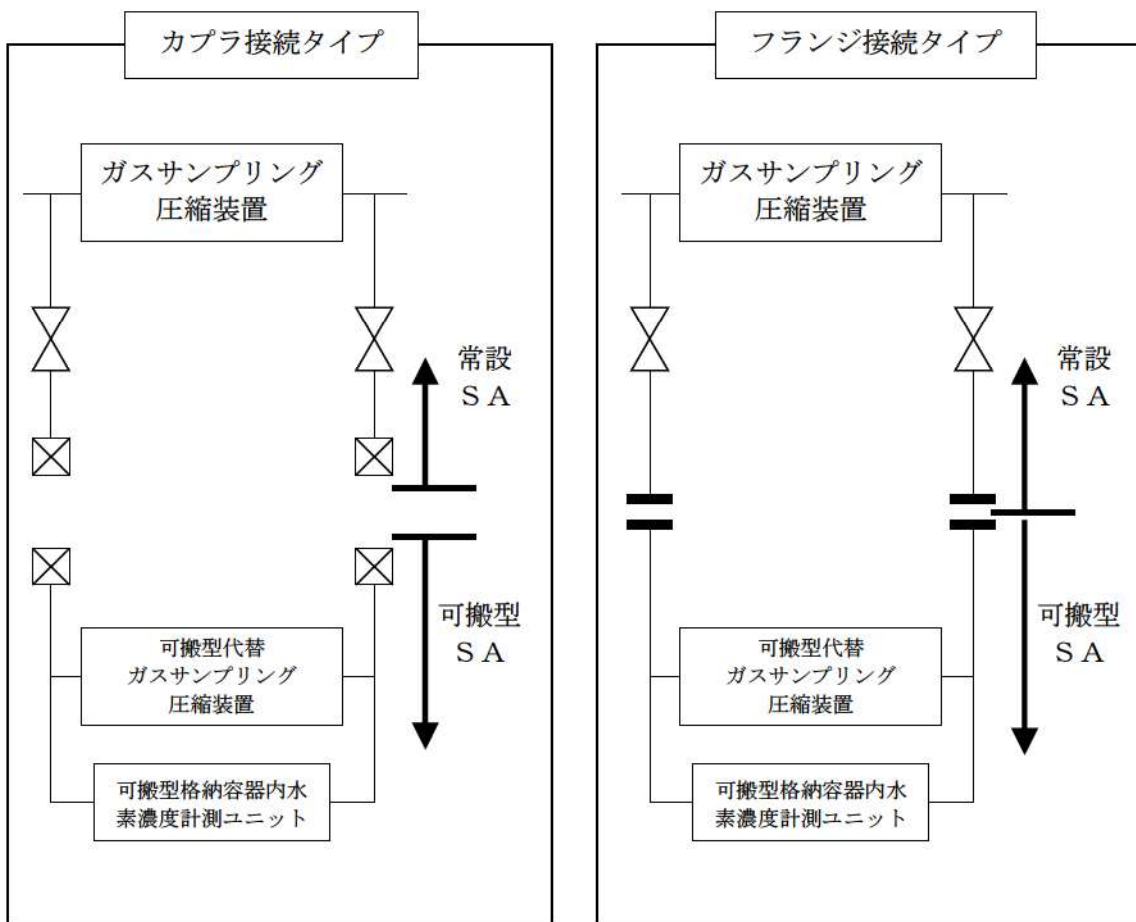 カプラ接続タイプ
ガスサンプリング
圧縮装置
常設
ＳＡ
可搬型
ＳＡ
可搬型代替
ガスサンプリング
圧縮装置
可搬型格納容器内水
素濃度計測ユニット
フランジ接続タイプ
ガスサンプリング
圧縮装置
常設
ＳＡ
可搬型
ＳＡ
可搬型代替
ガスサンプリング
圧縮装置
可搬型格納容器内水
素濃度計測ユニット